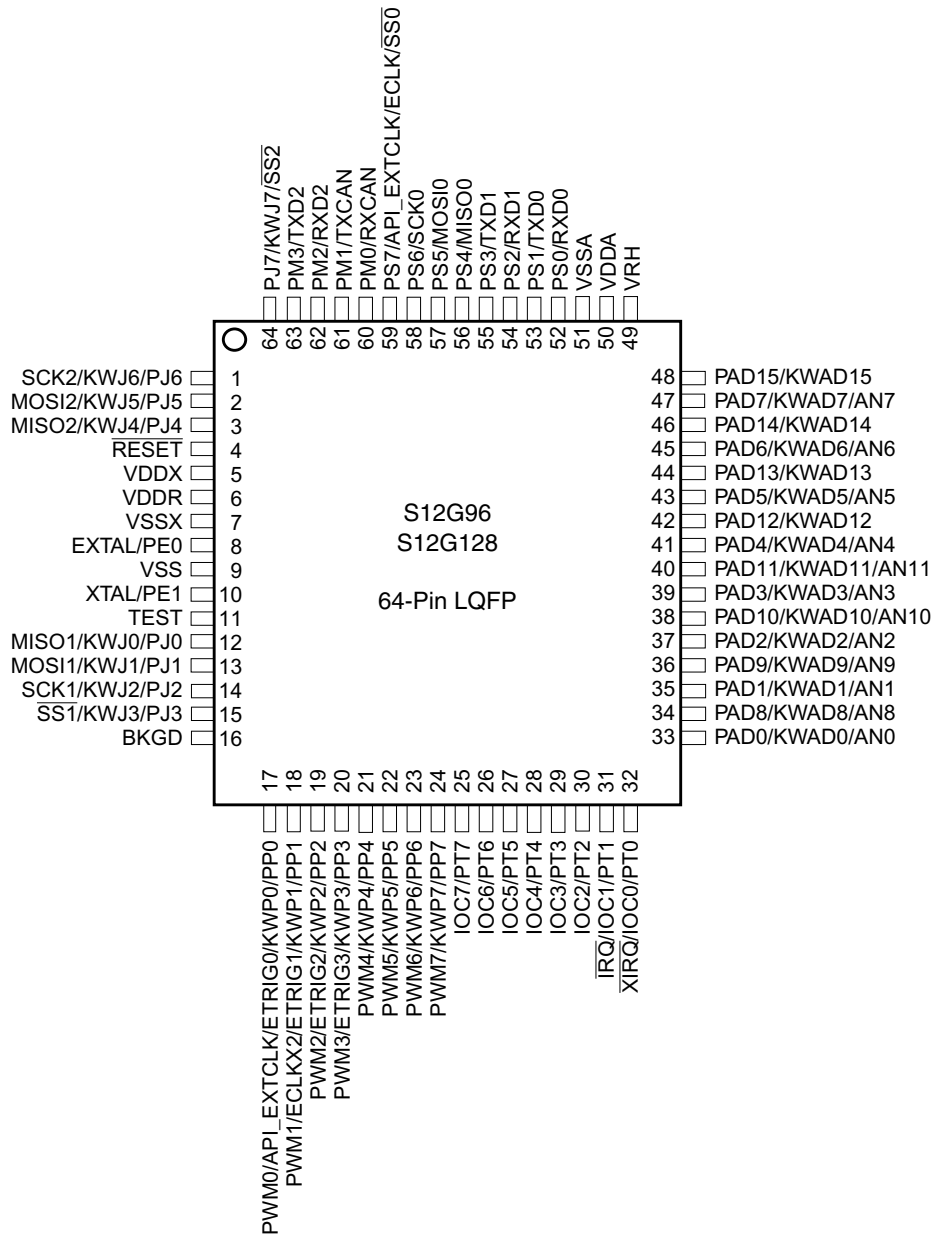 PJ7/KWJ7/SS2
PM3/TXD2
PM2/RXD2
PM1/TXCAN
PM0/RXCAN
PS7/API_EXTCLK/ECLK/SS0
PS6/SCK0
PS5/MOSI0
PS4/MISO0
PS3/TXD1
PS2/RXD1
PS1/TXD0
PS0/RXD0
VSSA
VDDA
VRH
64
63
62
61
60
59
58
57
56
55
54
53
52
51
50
49
SCK2/KWJ6/PJ6 1
MOSI2/KWJ5/PJ5 2
MISO2/KWJ4/PJ4 3
RESET 4
VDDX 5
VDDR 6
VSSX 7
EXTAL/PE0 8
VSS 9
XTAL/PE1 10
TEST 11
MISO1/KWJ0/PJ0 12
MOSI1/KWJ1/PJ1 13
SCK1/KWJ2/PJ2 14
SS1/KWJ3/PJ3 15
BKGD 16
S12G96
S12G128
64-Pin LQFP
48 PAD15/KWAD15
47 PAD7/KWAD7/AN7
46 PAD14/KWAD14
45 PAD6/KWAD6/AN6
44 PAD13/KWAD13
43 PAD5/KWAD5/AN5
42 PAD12/KWAD12
41 PAD4/KWAD4/AN4
40 PAD11/KWAD11/AN11
39 PAD3/KWAD3/AN3
38 PAD10/KWAD10/AN10
37 PAD2/KWAD2/AN2
36 PAD9/KWAD9/AN9
35 PAD1/KWAD1/AN1
34 PAD8/KWAD8/AN8
33 PAD0/KWAD0/AN0
17
18
19
20
21
22
23
24
25
26
27
28
29
30
31
32
PWM0/API_EXTCLK/ETRIG0/KWP0/PP0
PWM1/ECLKX2/ETRIG1/KWP1/PP1
PWM2/ETRIG2/KWP2/PP2
PWM3/ETRIG3/KWP3/PP3
PWM4/KWP4/PP4
PWM5/KWP5/PP5
PWM6/KWP6/PP6
PWM7/KWP7/PP7
IOC7/PT7
IOC6/PT6
IOC5/PT5
IOC4/PT4
IOC3/PT3
IOC2/PT2
IRQ/IOC1/PT1
XIRQ/IOC0/PT0